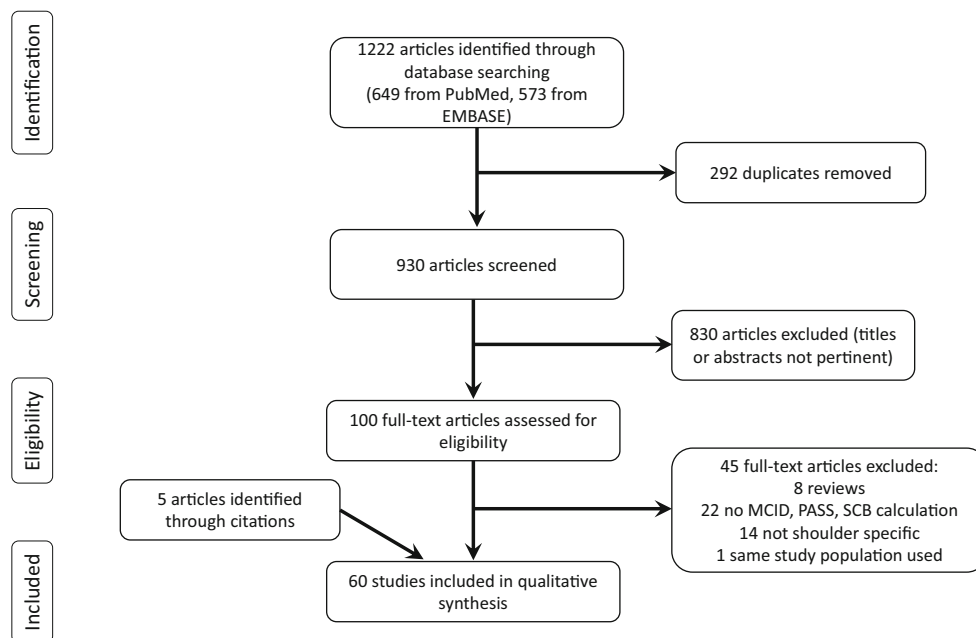 Identification
1222 articles identified through
database searching
(649 from PubMed, 573 from
EMBASE)
292 duplicates removed
Screening
930 articles screened
830 articles excluded (titles
or abstracts not pertinent)
Eligibility
100 full-text articles assessed for
eligibility
45 full-text articles excluded:
8 reviews
22 no MCID, PASS, SCB calculation
14 not shoulder specific
1 same study population used
5 articles identified
through citations
Included
60 studies included in qualitative
synthesis